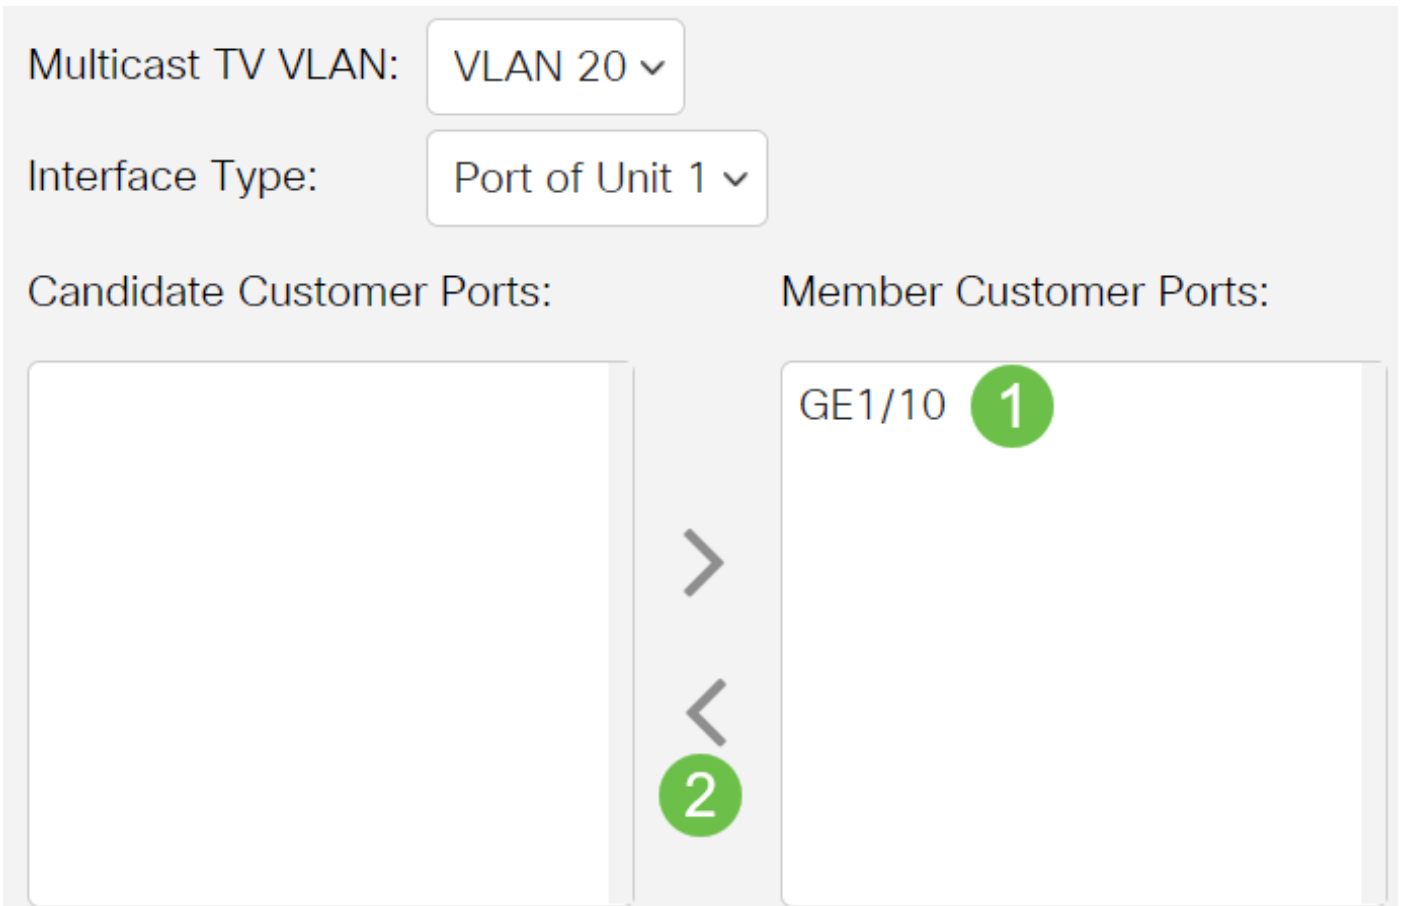 Multicast TV VLAN: VLAN 20
Interface Type: Port of Unit 1
Candidate Customer Ports: Member Customer Ports:
GE1/10 1
2